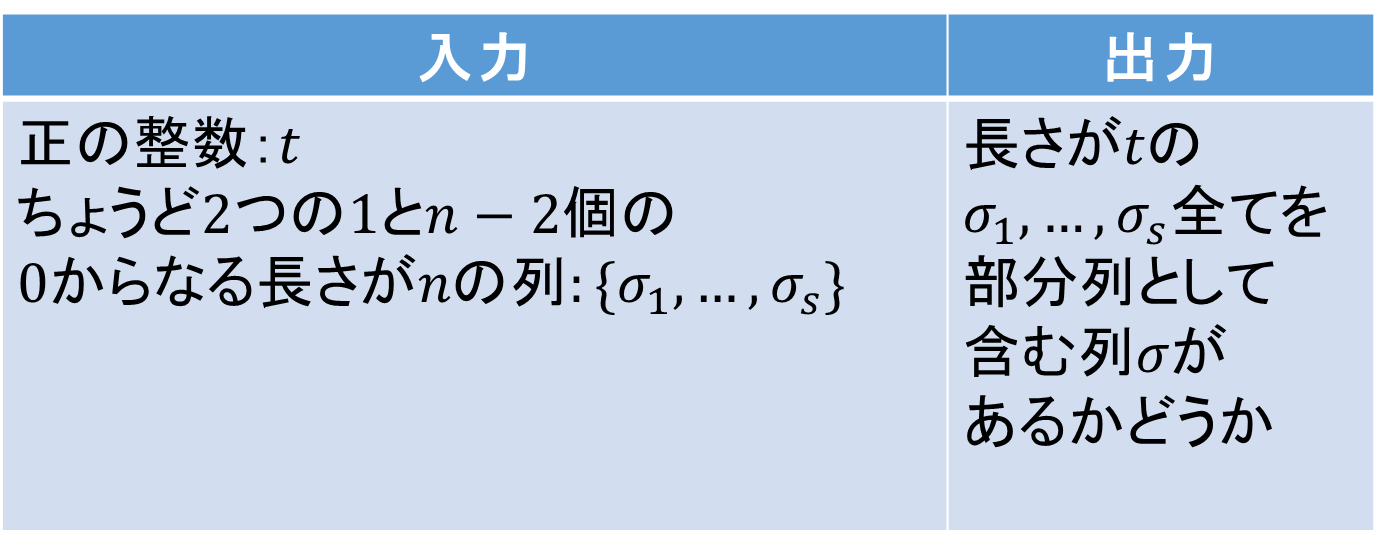 入力
出力
正の整数:t
ちょうど2つの1とn − 2個の
0からなる長さがnの列:{σ₁, … , σₛ}
長さがtの
σ₁, … , σₛ全てを
部分列として
含む列σが
あるかどうか